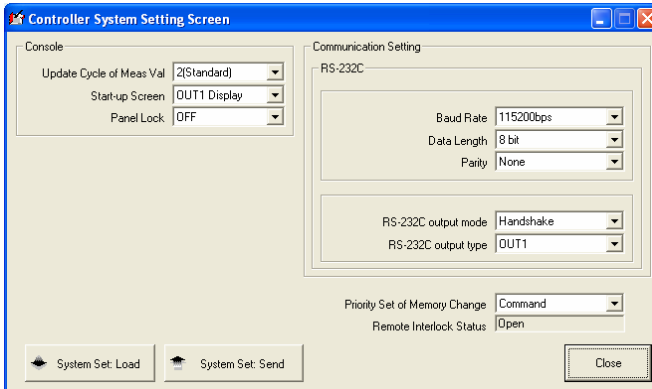 Controller System Setting Screen
Console
Update Cycle of Meas Val 2(Standard)
Start-up Screen OUT1 Display
Panel Lock OFF
Communication Setting
RS-232C
Baud Rate 115200bps
Data Length 8 bit
Parity None
RS-232C output mode Handshake
RS-232C output type OUT1
Priority Set of Memory Change Command
Remote Interlock Status Open
System Set: Load
System Set: Send
Close